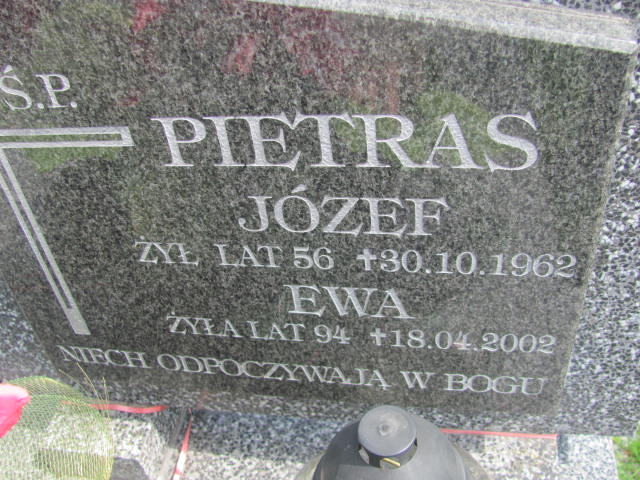 Ś.P.
PIETRAS
JÓZEF
ŻYŁ LAT 56 ✝30.10.1962
EWA
ŻYŁA LAT 94 ✝18.04.2002
NIECH ODPOCZYWAJĄ W BOGU